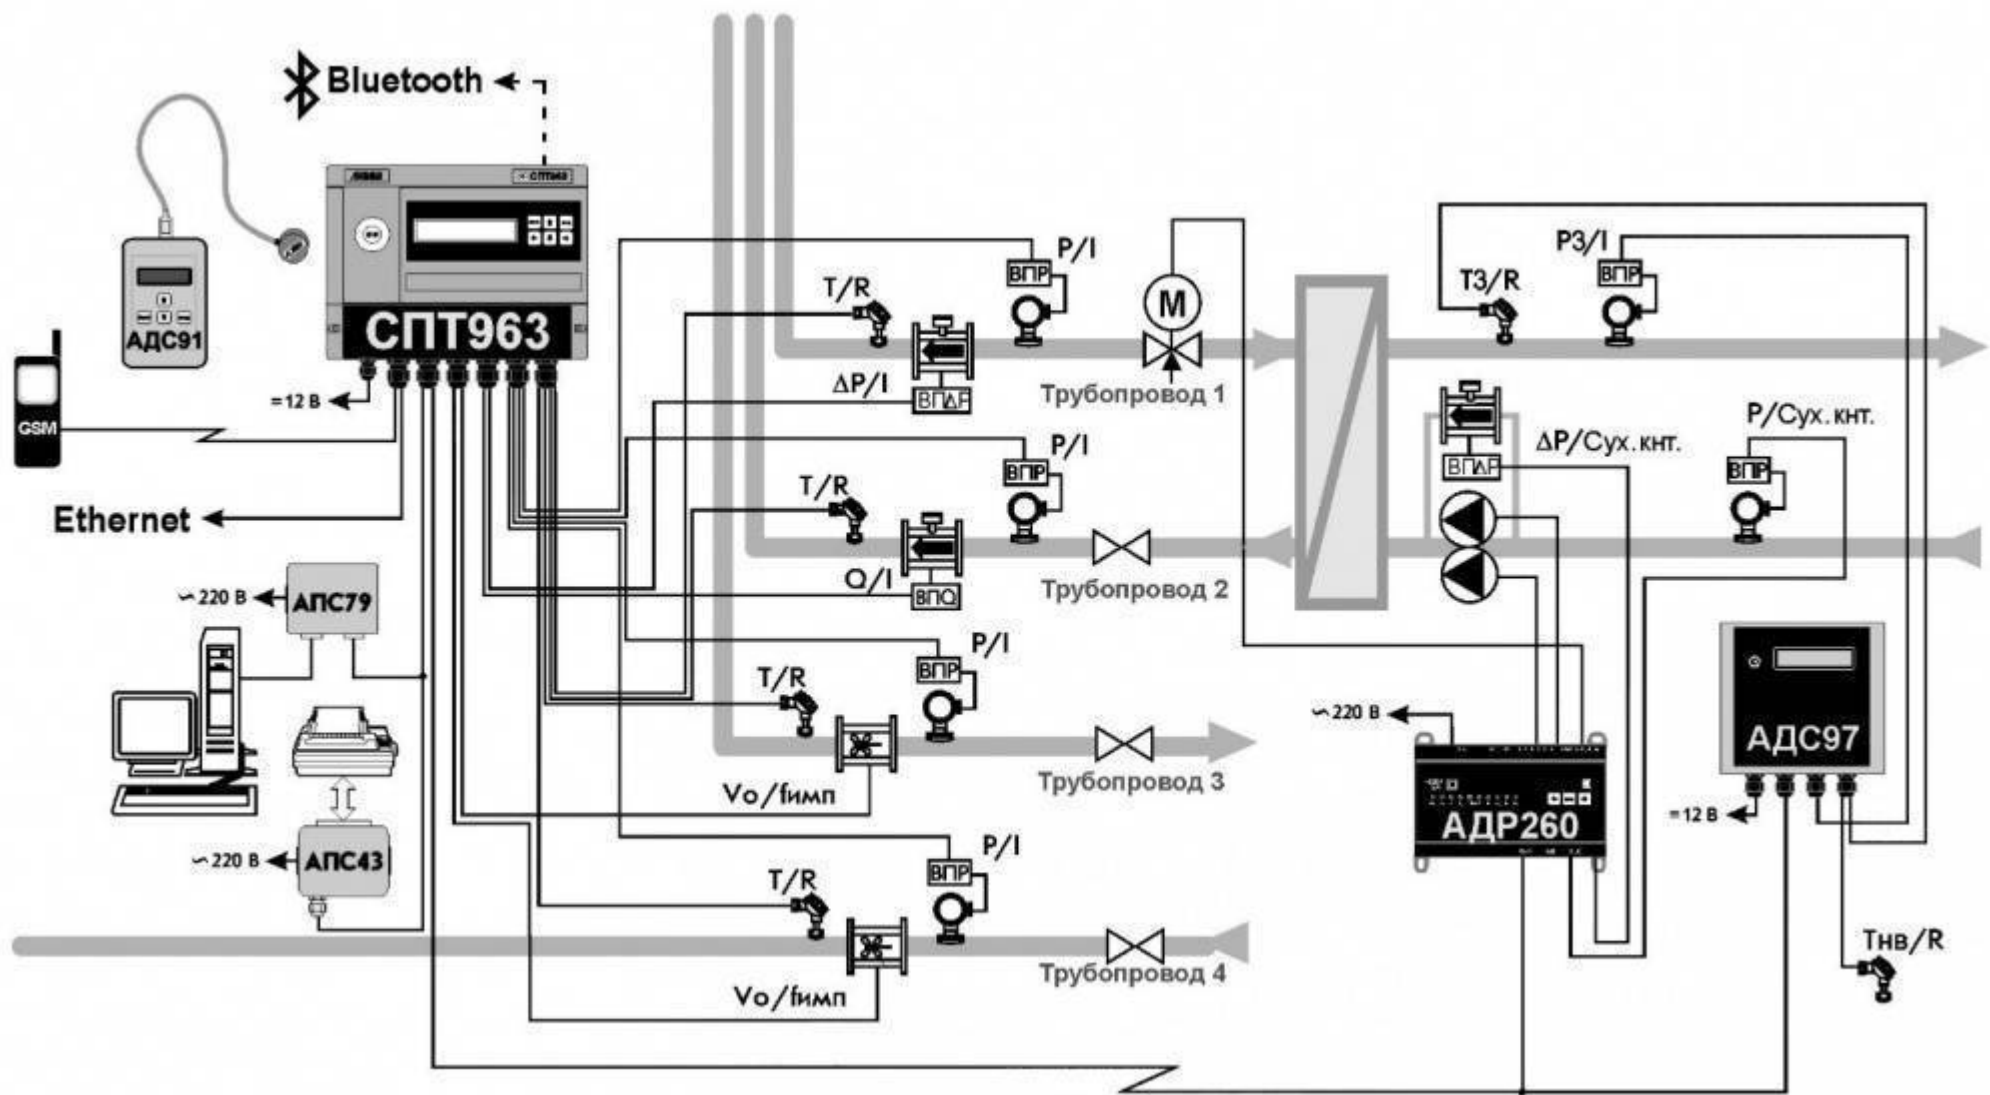 Bluetooth
СПТ963
СПТ963
АДС91
=12 В
GSM
Ethernet
~220 В
АПС79
~220 В
АПС43
P/I
ВПР
T/R
ΔP/I
ВПΔР
M
Трубопровод 1
P/I
ВПР
T/R
Q/I
ВПQ
Трубопровод 2
P/I
ВПР
T/R
Vo/fимп
Трубопровод 3
P/I
ВПР
T/R
Vo/fимп
Трубопровод 4
T3/R
P3/I
ВПР
ВПΔР
ΔP/Сух.кнт.
P/Сух.кнт.
ВПР
~220 В
АДР260
АДС97
=12 В
Tнв/R